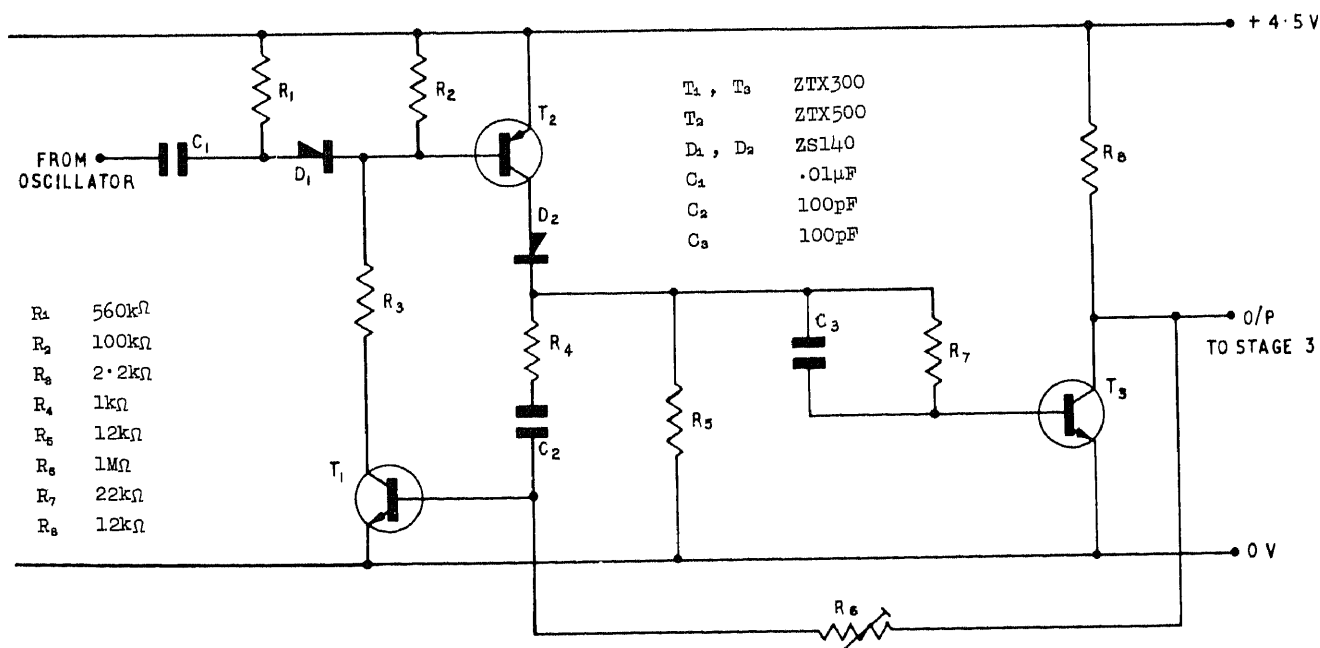 + 4·5 V
R₁
R₂
T₂
C₁
FROM
OSCILLATOR
D₁
T₁ , T₃ ZTX300
T₂ ZTX500
D₁ , D₂ ZS140
C₁ .01μF
C₂ 100pF
C₃ 100pF
R₈
D₂
R₃
R₁ 560kΩ
R₂ 100kΩ
R₃ 2·2kΩ
R₄ 1kΩ
R₅ 12kΩ
R₆ 1MΩ
R₇ 22kΩ
R₈ 12kΩ
C₃
R₄
R₇
O/P
TO STAGE 3
T₃
C₂
R₅
T₁
0 V
R₆